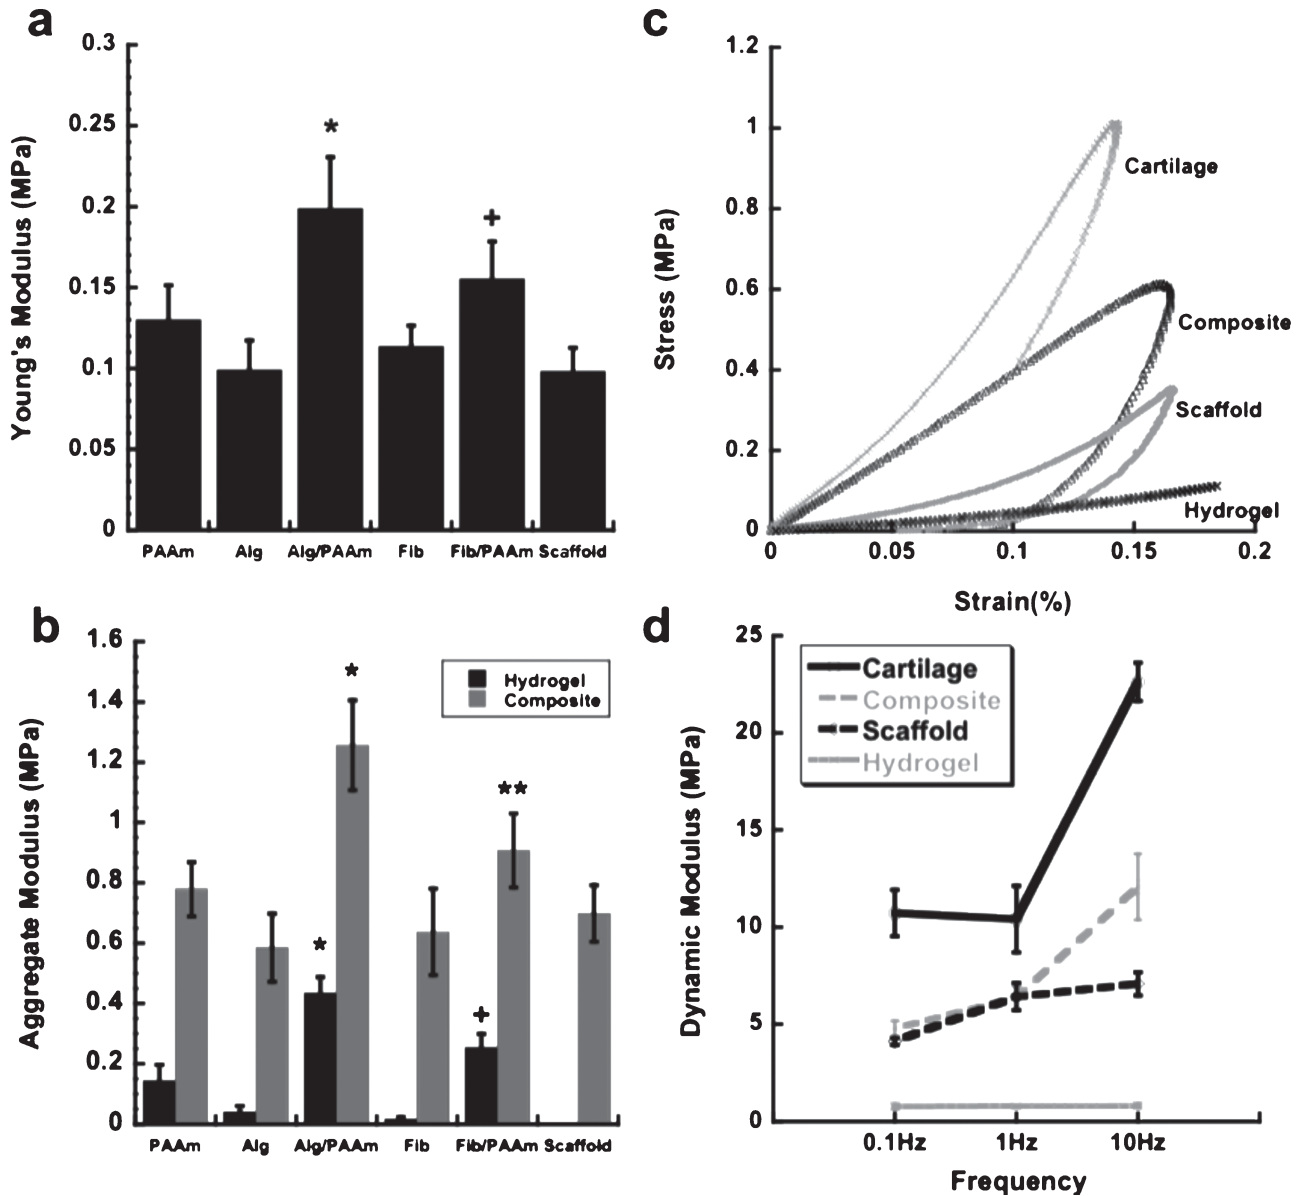 a
0.3
0.25
0.2
0.15
0.1
0.05
0
Young's Modulus (MPa)
*
+
PAAm Alg Alg/PAAm Fib Fib/PAAm Scaffold
c
1.2
1
0.8
0.6
0.4
0.2
0
Stress (MPa)
Cartilage
Composite
Scaffold
Hydrogel
0 0.05 0.1 0.15 0.2
Strain(%)
b
1.6
1.4
1.2
1
0.8
0.6
0.4
0.2
0
Aggregate Modulus (MPa)
Hydrogel
Composite
*
*
+
**
PAAm Alg Alg/PAAm Fib Fib/PAAm Scaffold
d
25
20
15
10
5
0
Dynamic Modulus (MPa)
Cartilage
Composite
Scaffold
Hydrogel
0.1Hz 1Hz 10Hz
Frequency